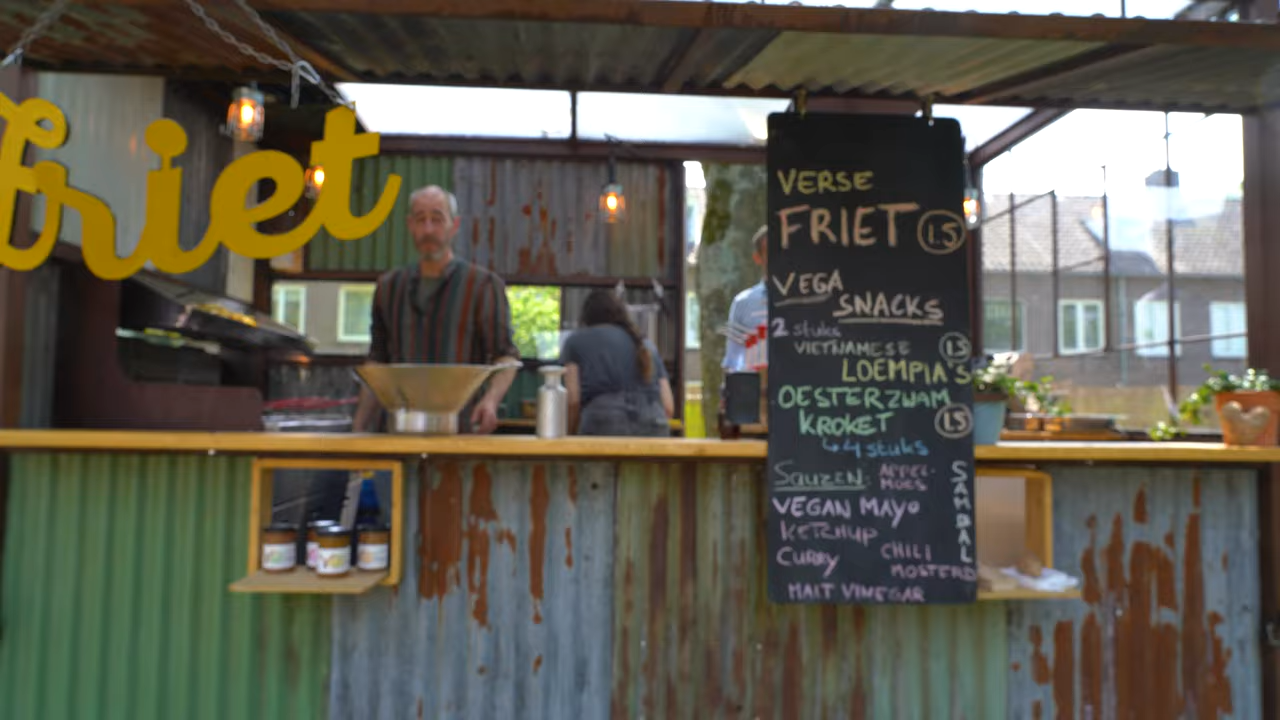 Friet
VERSE
FRIET 1.5
VEGA
SNACKS
2 stuks
VIETNAMESE 1.5
LOEMPIA'S
OESTERZWAM
KROKET 1.5
↳ 4 stuks
SAUZEN: APPEL-
MOES
VEGAN MAYO
KETCHUP
CURRY CHILI
MOSTERD
MALT VINEGAR
SAMBAL